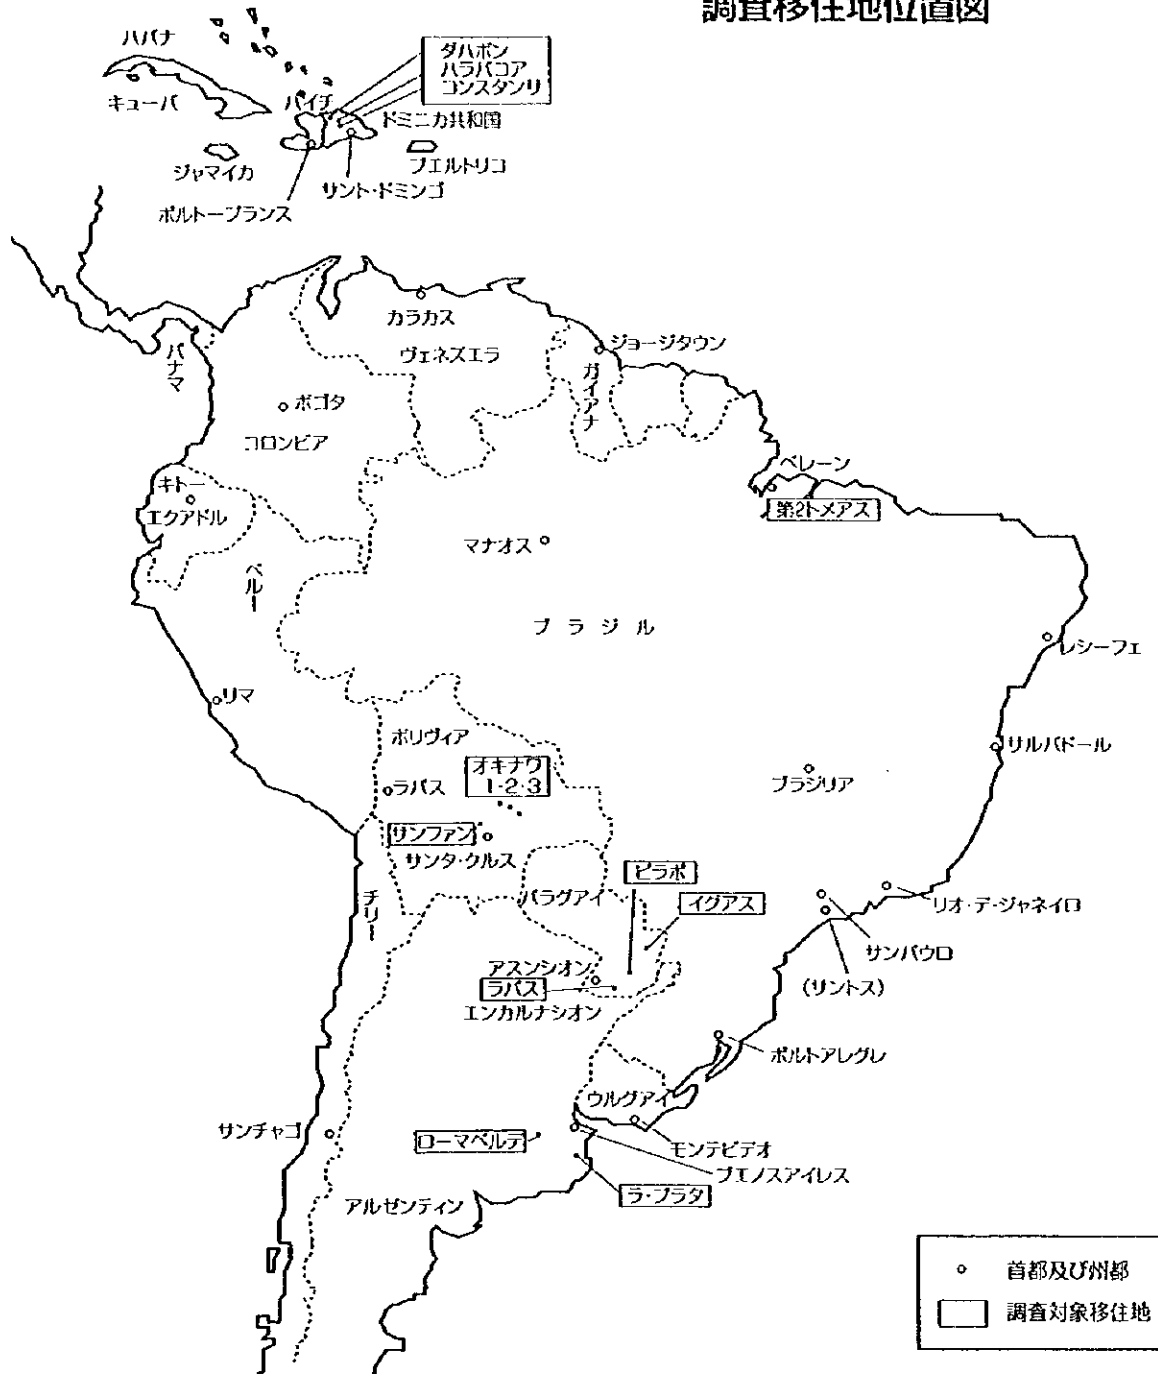 調査移住地位置図
ハバナ
キューバ
ハイチ
ダハボン
ハラバコア
コンスタンサ
ドミニカ共和国
ジャマイカ
プエルトリコ
サント・ドミンゴ
ポルトープランス
カラカス
ヴェネズエラ
パナマ
ジョージタウン
ガイアナ
ボゴタ
コロンビア
キトー
エクアドル
ベレーン
第2トメアス
マナオス
ペルー
ブラジル
レシーフェ
リマ
サルバドール
ボリヴィア
オキナワ
1・2・3
ラパス
ブラジリア
サンファン
サンタ・クルス
ピラポ
パラグアイ
イグアス
チリー
リオ・デ・ジャネイロ
サンパウロ
(サントス)
アスンシオン
ラパス
エンカルナシオン
ポルトアレグレ
ウルグアイ
サンチャゴ
ローマベルデ
モンテビデオ
ブエノスアイレス
ラ・プラタ
アルゼンティン
首都及び州都
調査対象移住地